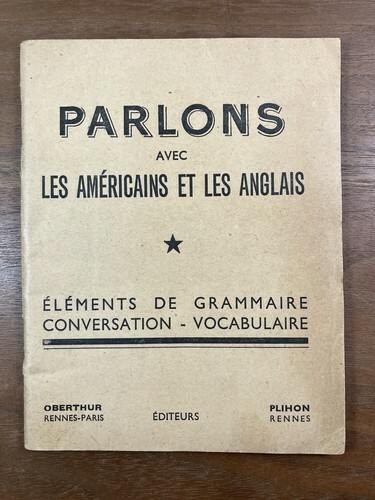 PARLONS
AVEC
LES AMÉRICAINS ET LES ANGLAIS
ÉLÉMENTS DE GRAMMAIRE
CONVERSATION - VOCABULAIRE
OBERTHUR
RENNES-PARIS
ÉDITEURS
PLIHON
RENNES